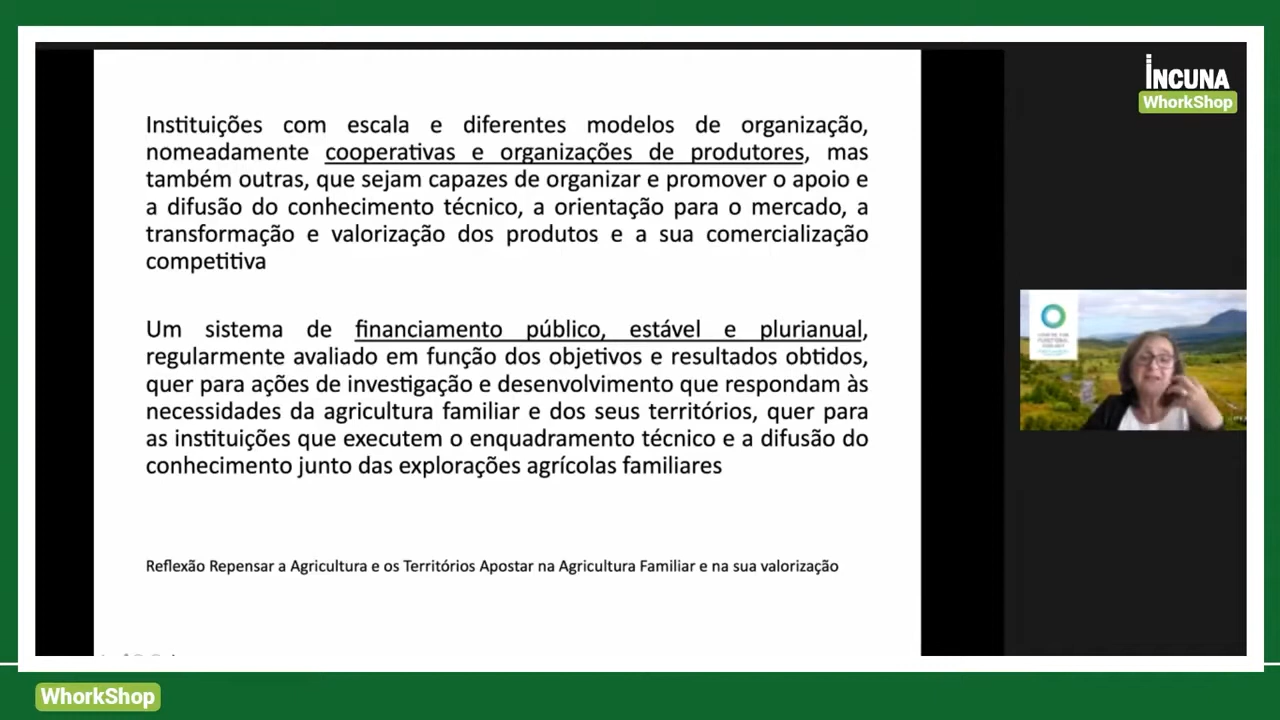 Instituições com escala e diferentes modelos de organização,
nomeadamente cooperativas e organizações de produtores, mas
também outras, que sejam capazes de organizar e promover o apoio e
a difusão do conhecimento técnico, a orientação para o mercado, a
transformação e valorização dos produtos e a sua comercialização
competitiva
Um sistema de financiamento público, estável e plurianual,
regularmente avaliado em função dos objetivos e resultados obtidos,
quer para ações de investigação e desenvolvimento que respondam às
necessidades da agricultura familiar e dos seus territórios, quer para
as instituições que executem o enquadramento técnico e a difusão do
conhecimento junto das explorações agrícolas familiares
Reflexão Repensar a Agricultura e os Territórios Apostar na Agricultura Familiar e na sua valorização
INCUNA
WhorkShop
WhorkShop